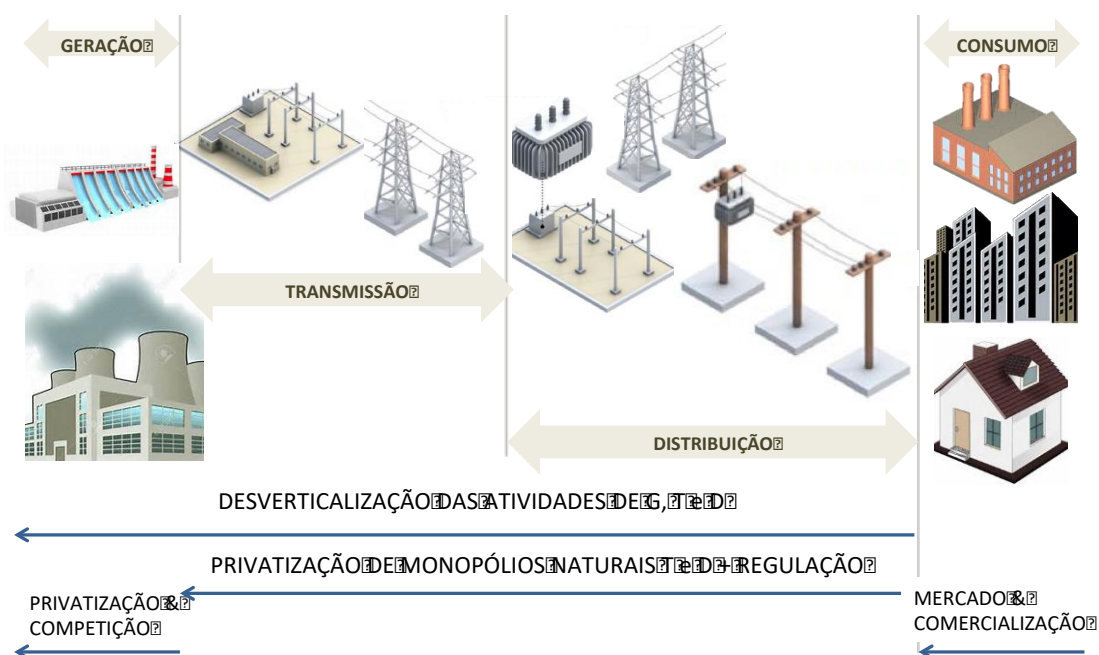 GERAÇÃO
CONSUMO
TRANSMISSÃO
DISTRIBUIÇÃO
DESVERTICALIZAÇÃO DAS ATIVIDADES DE G, T e D
PRIVATIZAÇÃO DE MONOPÓLIOS NATURAIS T e D + REGULAÇÃO
PRIVATIZAÇÃO &
COMPETIÇÃO
MERCADO &
COMERCIALIZAÇÃO